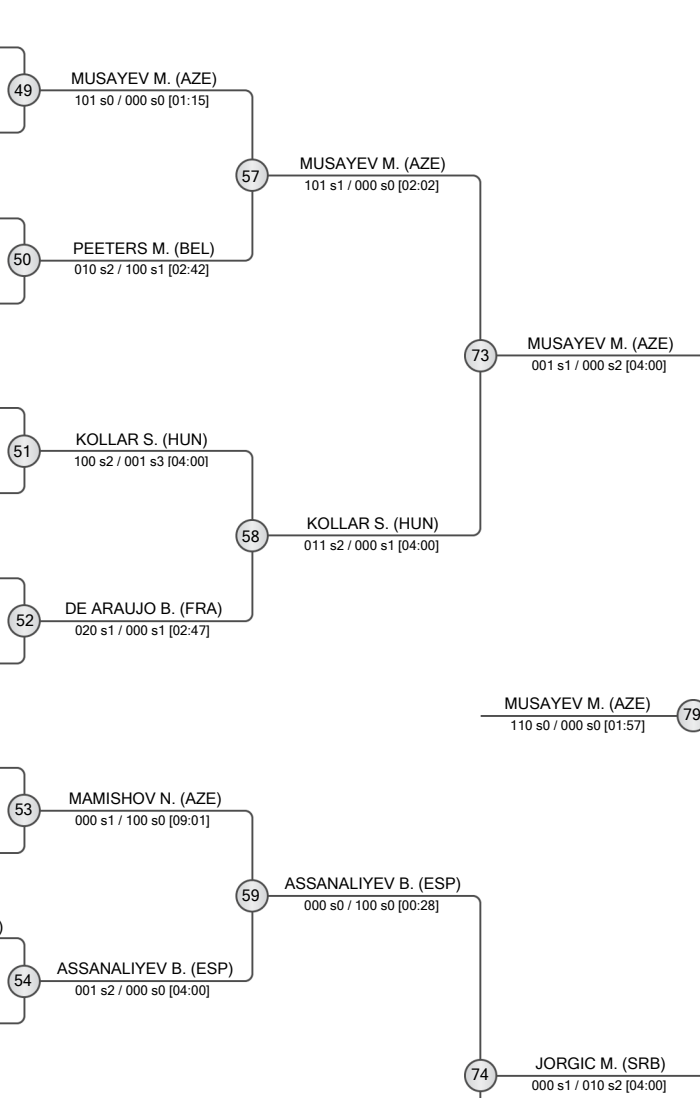 49
MUSAYEV M. (AZE)
101 s0 / 000 s0 [01:15]
57
MUSAYEV M. (AZE)
101 s1 / 000 s0 [02:02]
50
PEETERS M. (BEL)
010 s2 / 100 s1 [02:42]
73
MUSAYEV M. (AZE)
001 s1 / 000 s2 [04:00]
51
KOLLAR S. (HUN)
100 s2 / 001 s3 [04:00]
58
KOLLAR S. (HUN)
011 s2 / 000 s1 [04:00]
52
DE ARAUJO B. (FRA)
020 s1 / 000 s1 [02:47]
MUSAYEV M. (AZE)
110 s0 / 000 s0 [01:57]
79
53
MAMISHOV N. (AZE)
000 s1 / 100 s0 [09:01]
59
ASSANALIYEV B. (ESP)
000 s0 / 100 s0 [00:28]
)
54
ASSANALIYEV B. (ESP)
001 s2 / 000 s0 [04:00]
74
JORGIC M. (SRB)
000 s1 / 010 s2 [04:00]